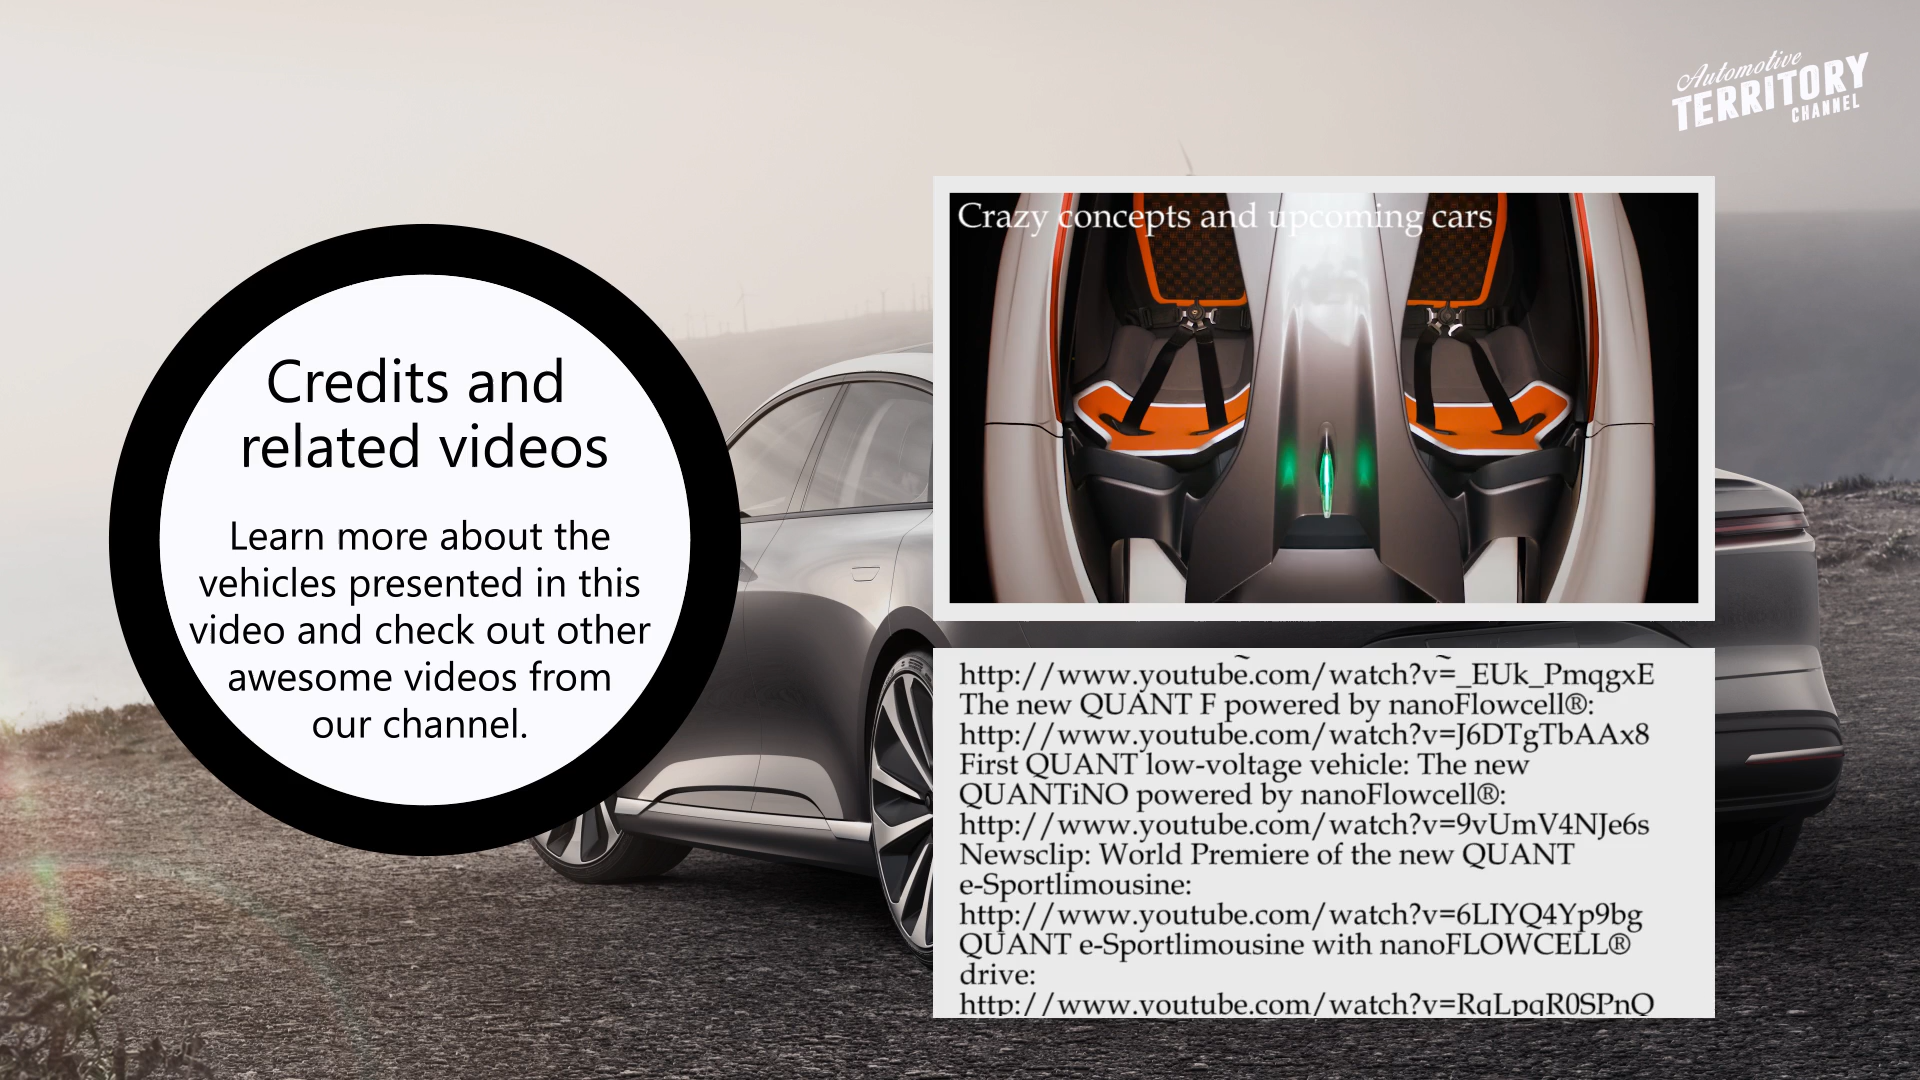 Automotive
TERRITORY
CHANNEL
Credits and
related videos
Learn more about the
vehicles presented in this
video and check out other
awesome videos from
our channel.
Crazy concepts and upcoming cars
http://www.youtube.com/watch?v=_EUk_PmqgxE
The new QUANT F powered by nanoFlowcell®:
http://www.youtube.com/watch?v=J6DTgTbAAx8
First QUANT low-voltage vehicle: The new
QUANTiNO powered by nanoFlowcell®:
http://www.youtube.com/watch?v=9vUmV4NJe6s
Newsclip: World Premiere of the new QUANT
e-Sportlimousine:
http://www.youtube.com/watch?v=6LIYQ4Yp9bg
QUANT e-Sportlimousine with nanoFLOWCELL®
drive:
http://www.youtube.com/watch?v=RqLpqR0SPnQ